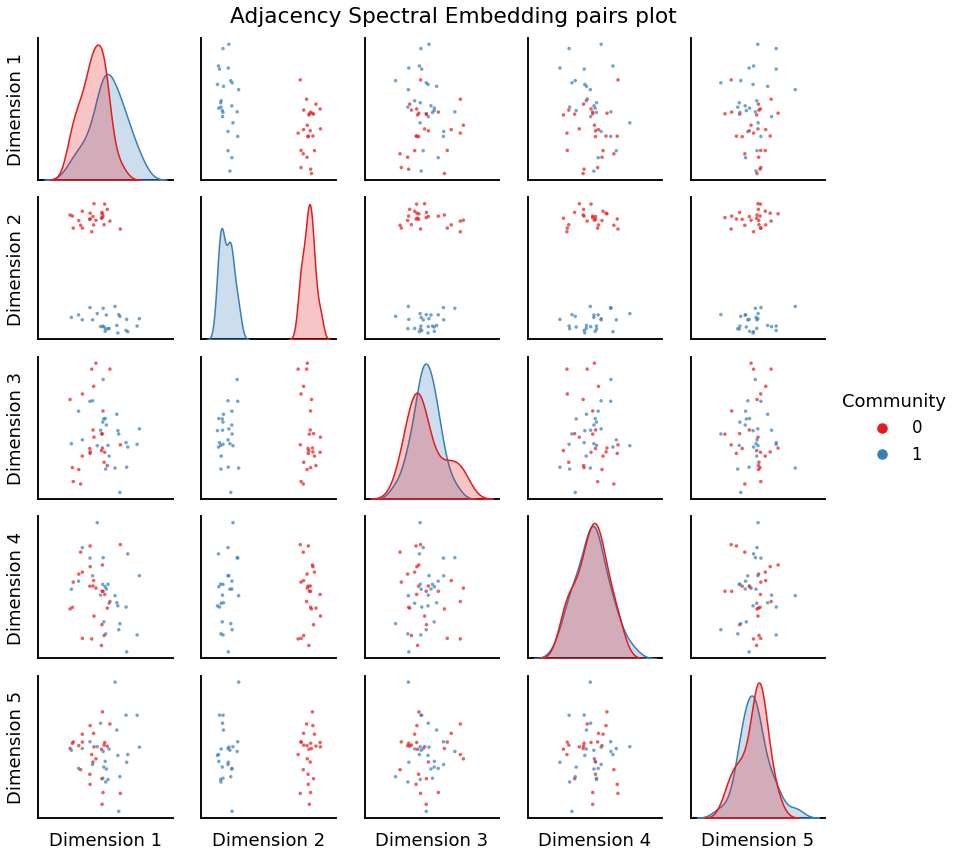 Adjacency Spectral Embedding pairs plot
Dimension 1
Dimension 2
Dimension 3
Dimension 4
Dimension 5
Community
0
1
Dimension 1
Dimension 2
Dimension 3
Dimension 4
Dimension 5